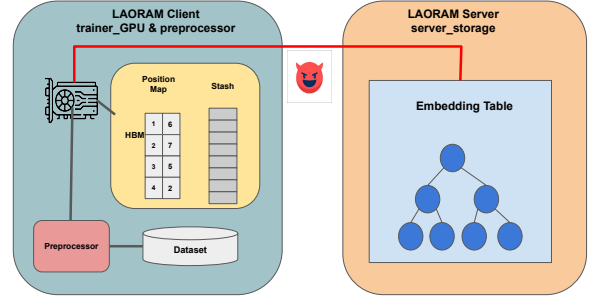 LAORAM Client
trainer_GPU & preprocessor
LAORAM Server
server_storage
Position
Map
Stash
HBM
1 6
2 7
3 5
4 2
Embedding Table
Preprocessor
Dataset